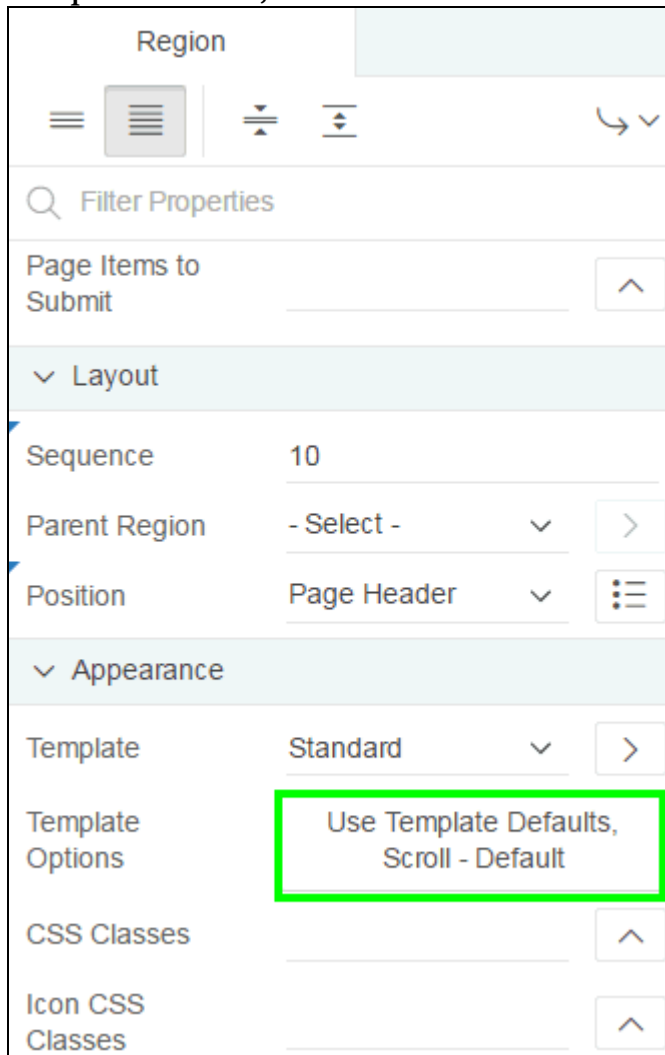 Region
Filter Properties
Page Items to
Submit
Layout
Sequence 10
Parent Region - Select -
Position Page Header
Appearance
Template Standard
Template
Options
Use Template Defaults,
Scroll - Default
CSS Classes
Icon CSS
Classes